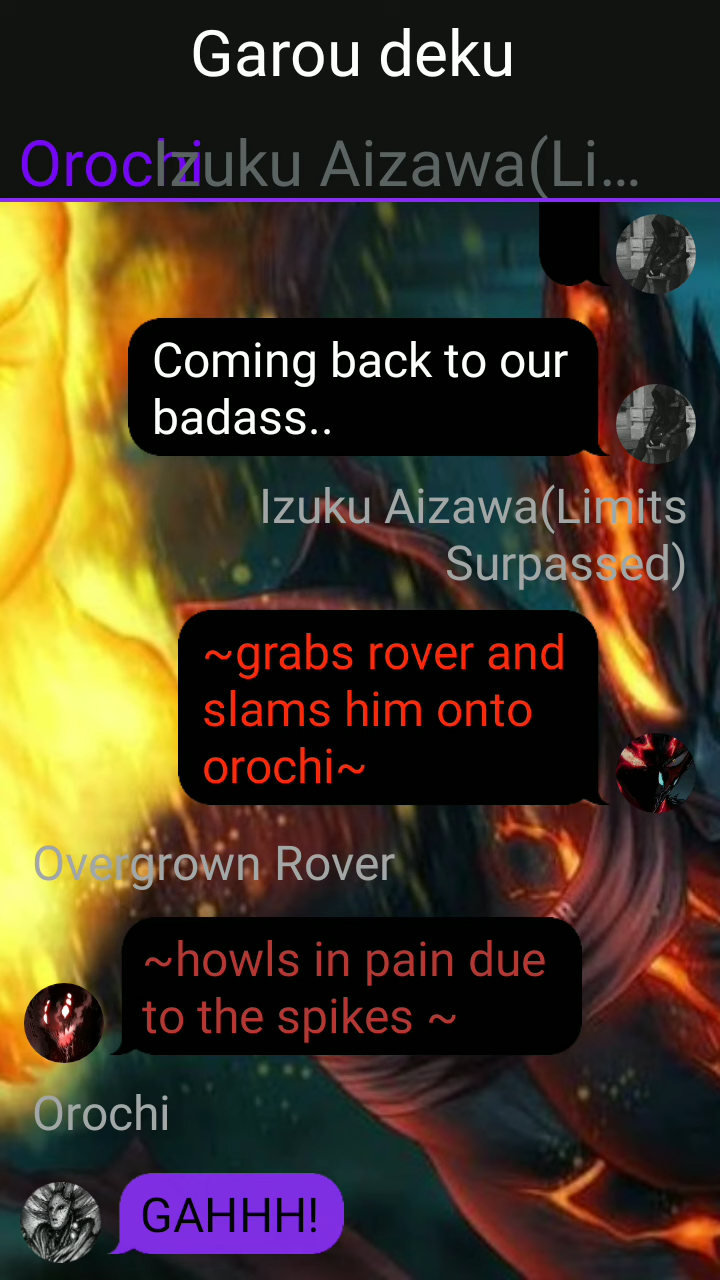 Garou deku
Orochi
Izuku Aizawa(Li...
Coming back to our
badass..
Izuku Aizawa(Limits
Surpassed)
~grabs rover and
slams him onto
orochi~
Overgrown Rover
~howls in pain due
to the spikes ~
Orochi
GAHHH!